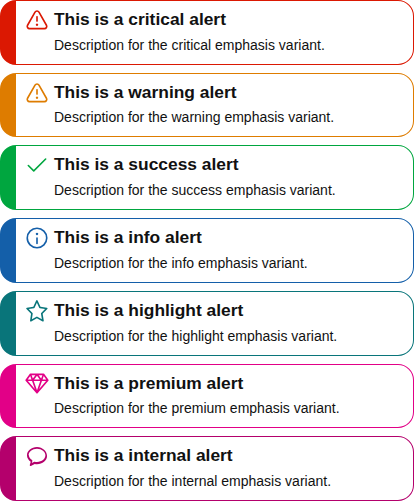 This is a critical alert
Description for the critical emphasis variant.
This is a warning alert
Description for the warning emphasis variant.
This is a success alert
Description for the success emphasis variant.
This is a info alert
Description for the info emphasis variant.
This is a highlight alert
Description for the highlight emphasis variant.
This is a premium alert
Description for the premium emphasis variant.
This is a internal alert
Description for the internal emphasis variant.